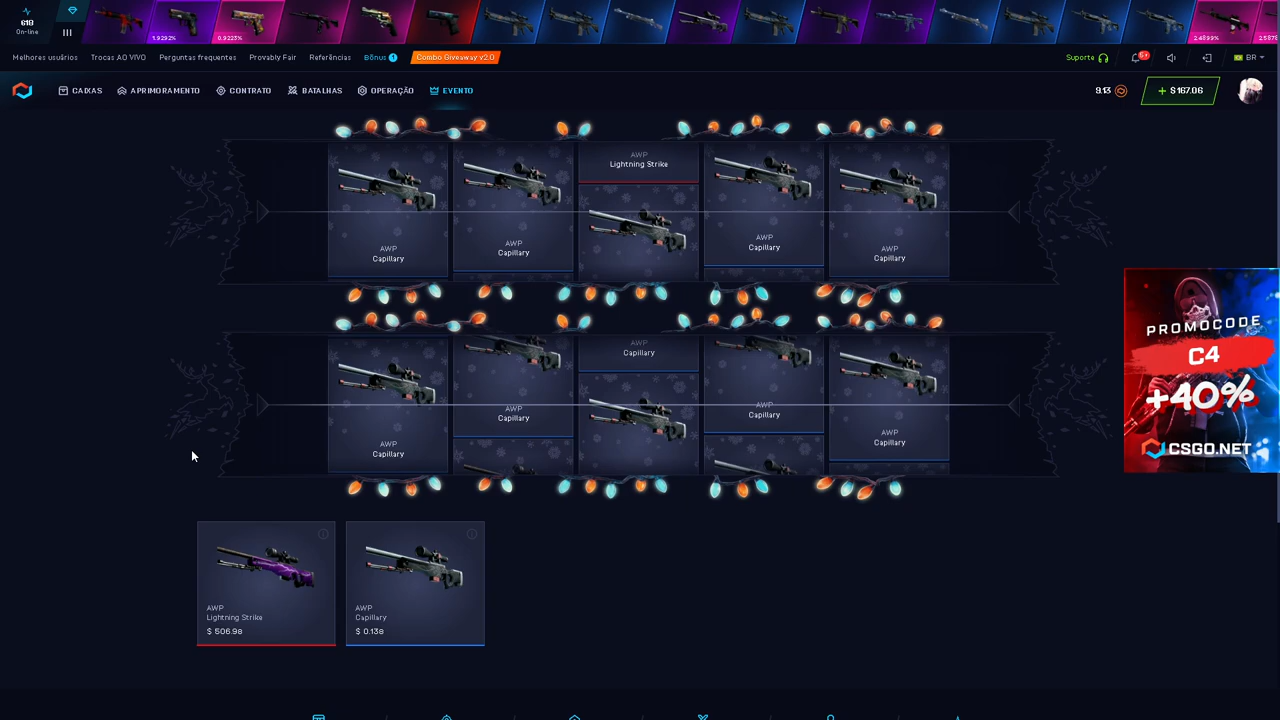 618
On-line
1.9292%
0.9223%
2.4899%
2.587
Melhores usuários
Trocas AO VIVO
Perguntas frequentes
Provably Fair
Referências
Bônus
Combo Giveaway v2.0
Suporte
5+
BR
CAIXAS
APRIMORAMENTO
CONTRATO
BATALHAS
OPERAÇÃO
EVENTO
9.13
+ $ 167.06
AWP
Lightning Strike
AWP
Capillary
AWP
Capillary
AWP
Capillary
AWP
Capillary
Capillary
AWP
Capillary
AWP
Capillary
AWP
Capillary
AWP
Capillary
PROMOCODE
C4
+40%
CSGO.NET
AWP
Lightning Strike
$ 506.98
AWP
Capillary
$ 0.138